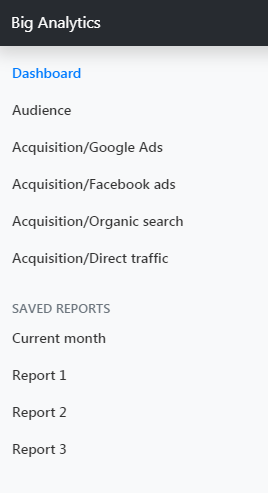 Big Analytics
Dashboard
Audience
Acquisition/Google Ads
Acquisition/Facebook ads
Acquisition/Organic search
Acquisition/Direct traffic
SAVED REPORTS
Current month
Report 1
Report 2
Report 3